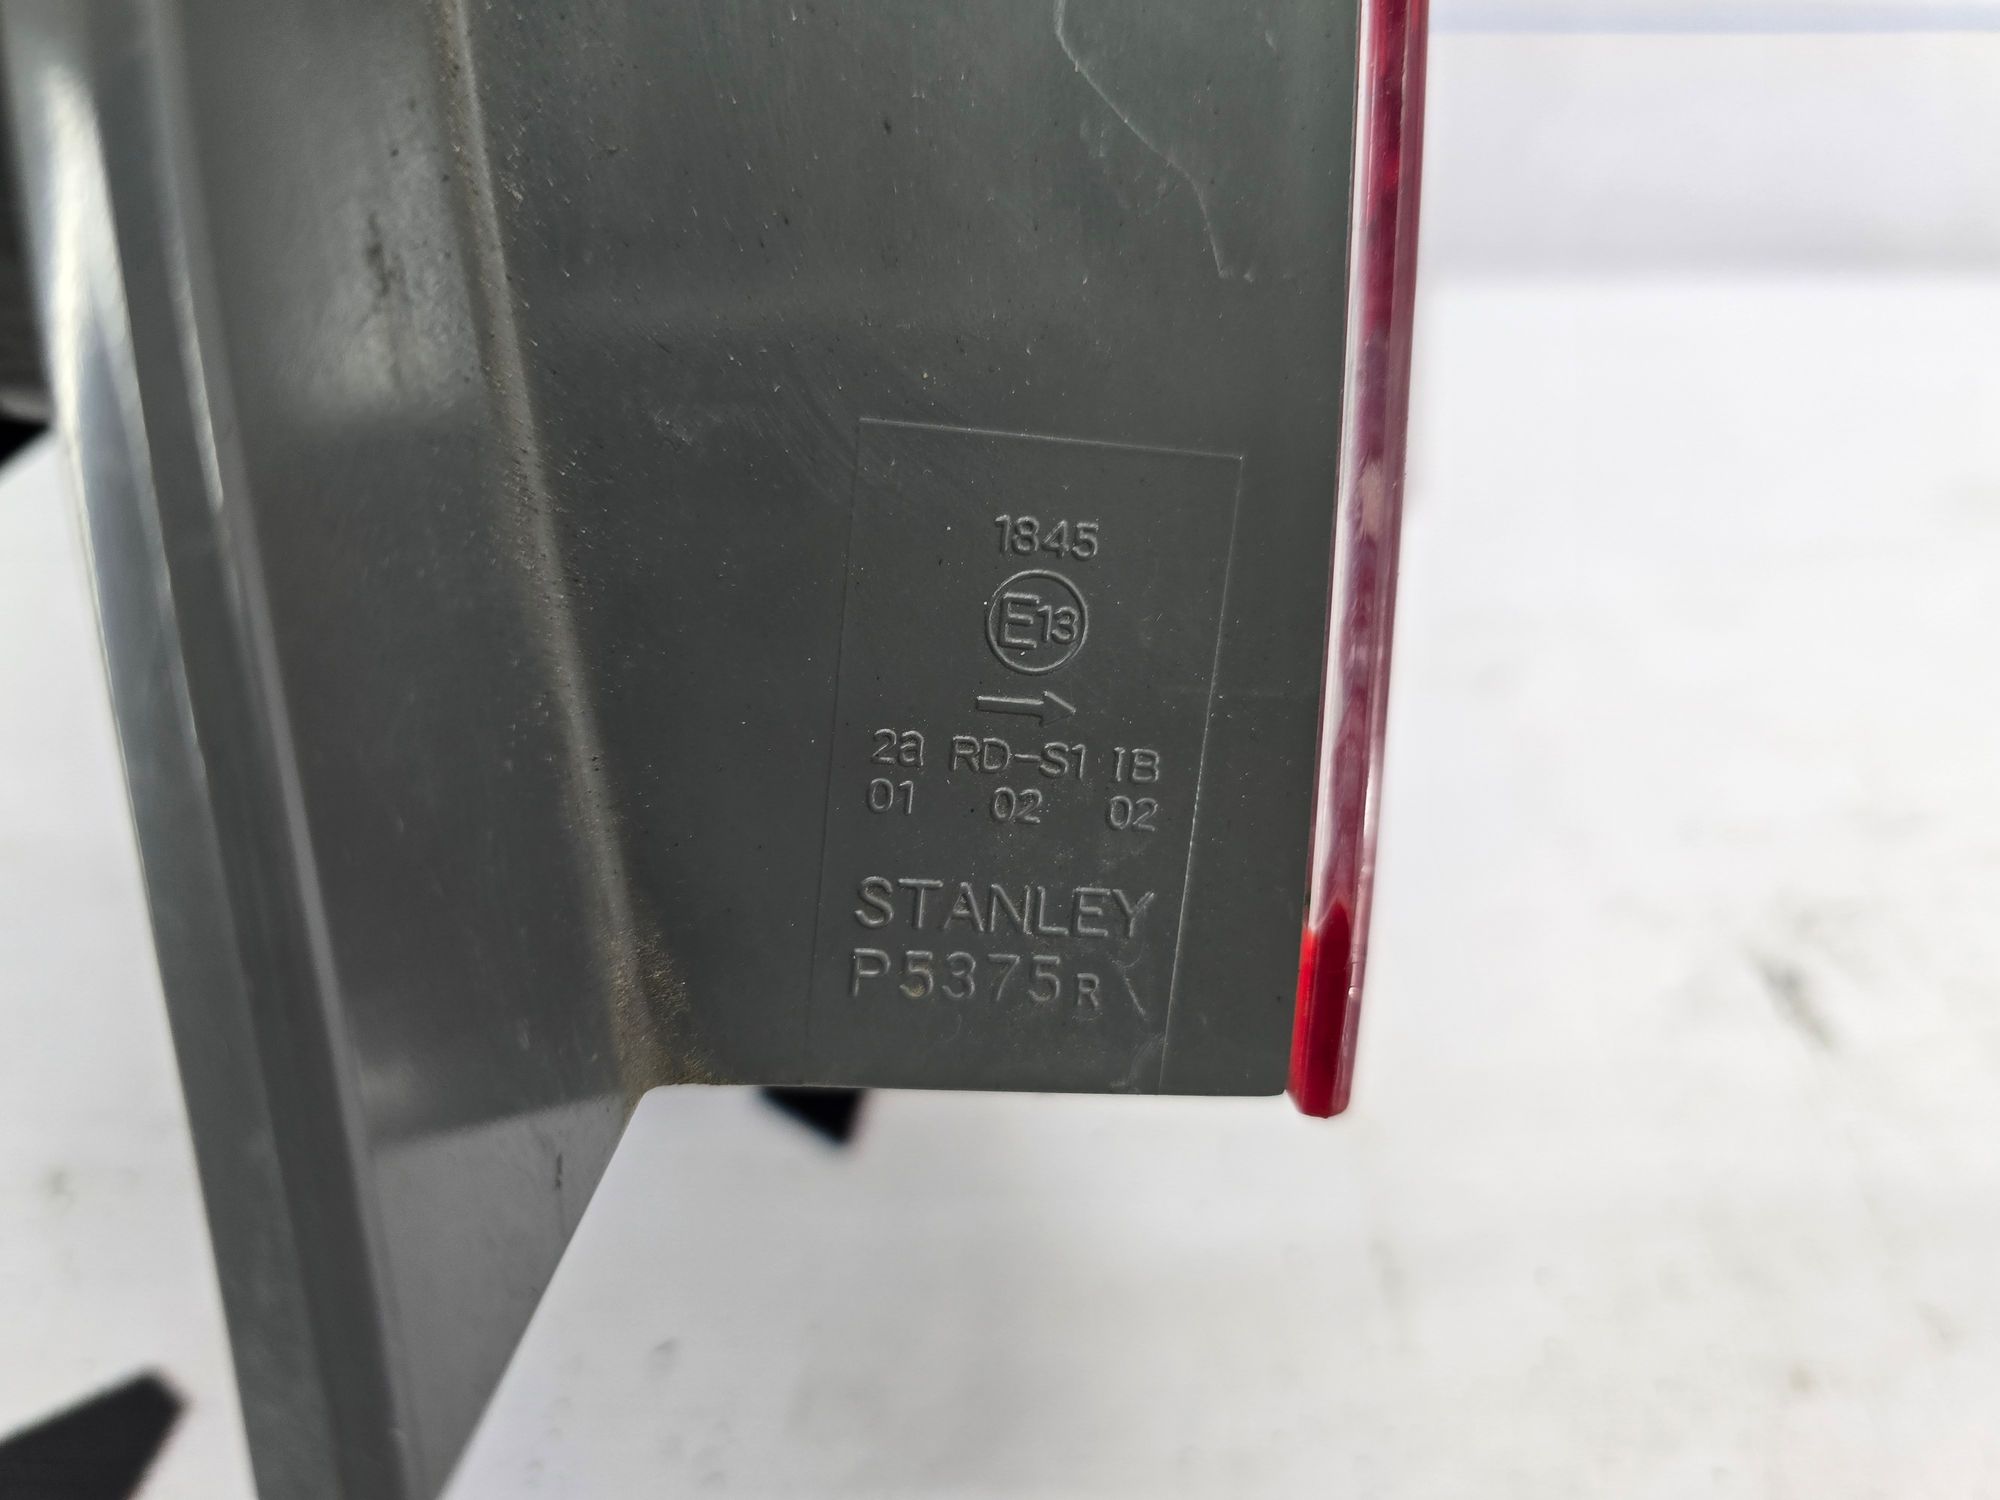 1845
E13
→
2a RD-S1 IB
01 02 02
STANLEY
P5375R